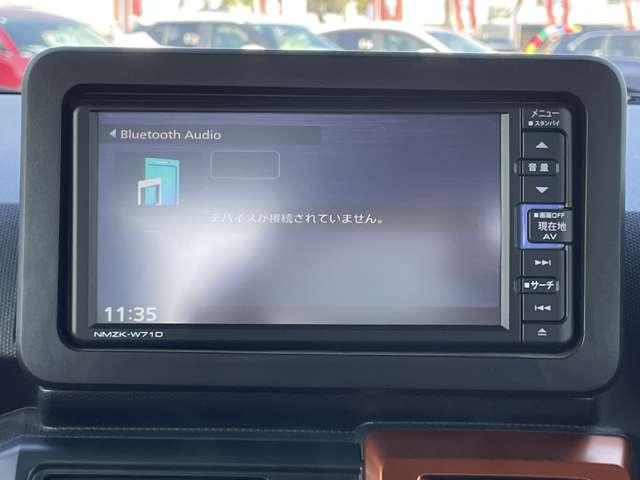 Bluetooth Audio
デバイスが接続されていません。
11:35
NMZK-W71D
メニュー
■スタンバイ
音量
■画面OFF
現在地
AV
■サーチ